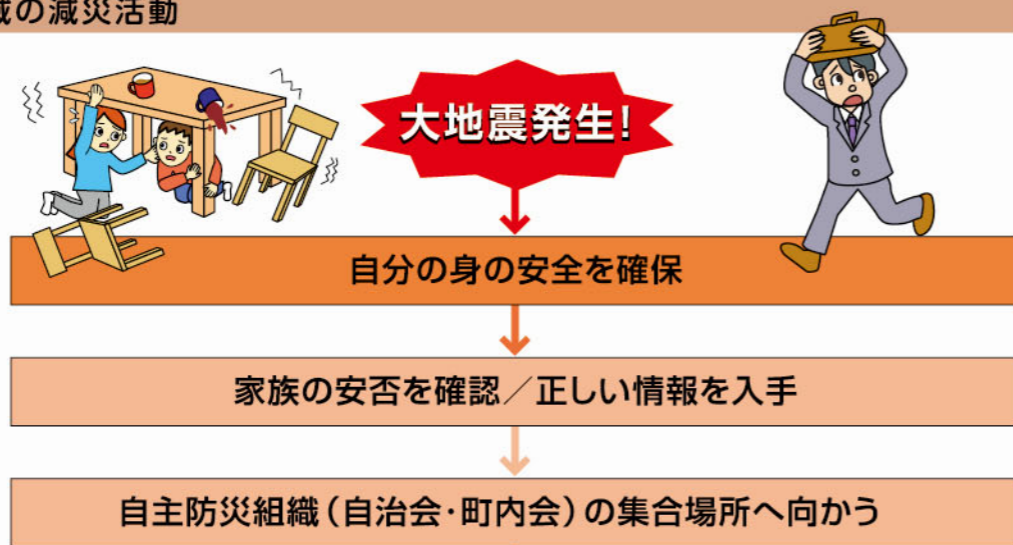 の減災活動
大地震発生!
自分の身の安全を確保
家族の安否を確認／正しい情報を入手
自主防災組織(自治会・町内会)の集合場所へ向かう